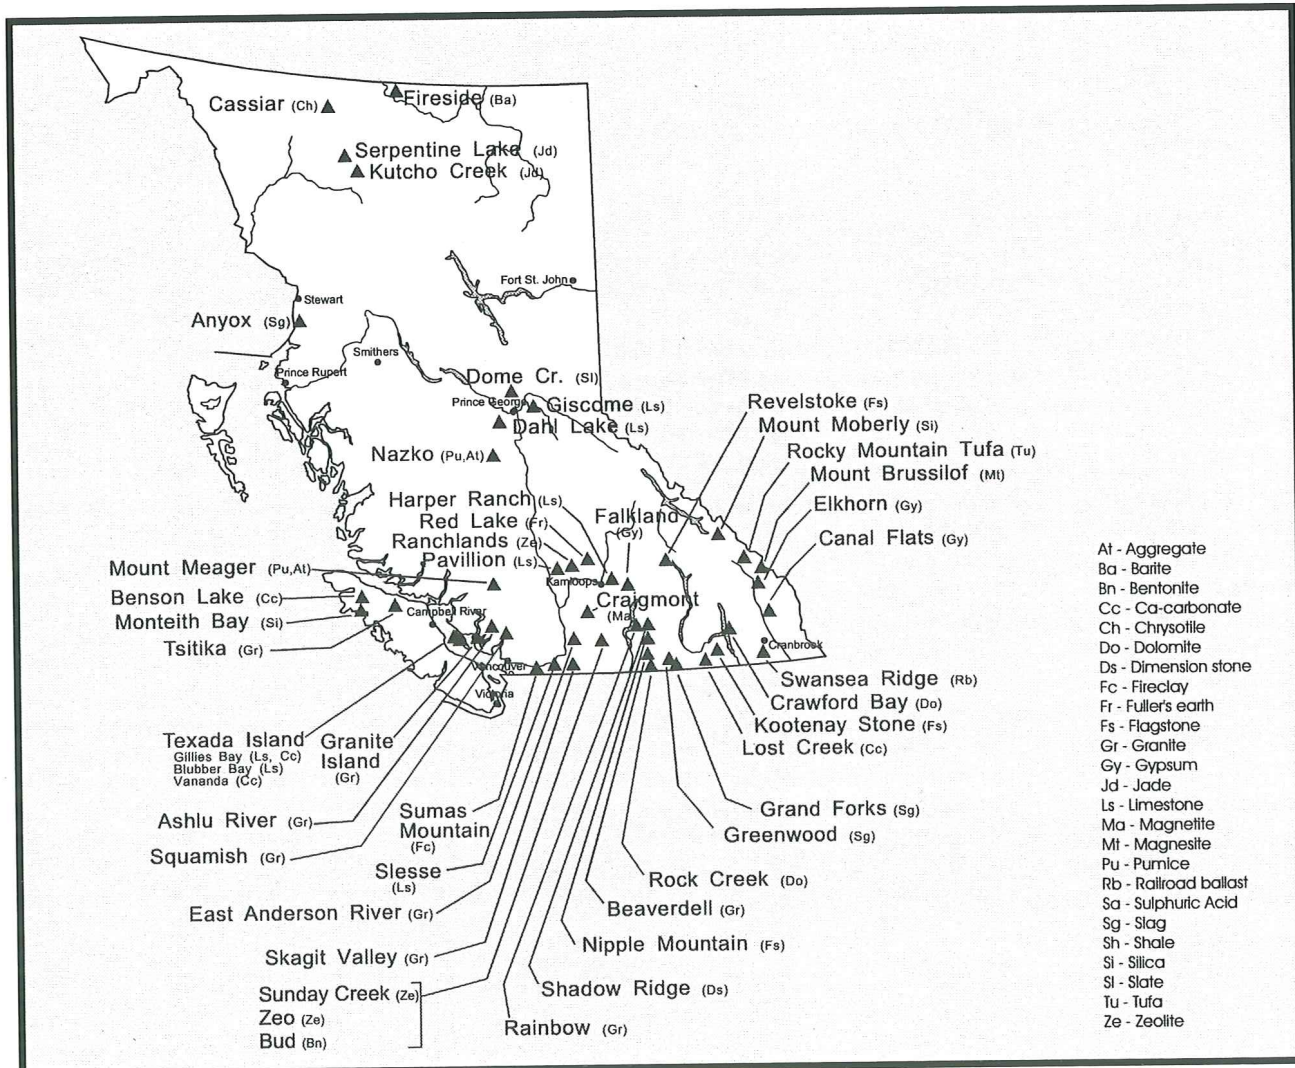 Cassiar (Ch)
Fireside (Ba)
Serpentine Lake (Jd)
Kutcho Creek (Jd)
Fort St. John
Stewart
Anyox (Sg)
Smithers
Prince Rupert
Dome Cr. (Sl)
Prince George
Giscome (Ls)
Dahl Lake (Ls)
Nazko (Pu,At)
Revelstoke (Fs)
Mount Moberly (Si)
Rocky Mountain Tufa (Tu)
Mount Brussilof (Mt)
Elkhorn (Gy)
Canal Flats (Gy)
Harper Ranch (Ls)
Red Lake (Fr)
Ranchlands (Ze)
Pavillion (Ls)
Falkland
(Gy)
Kamloops
Craigmont
(Ma)
Mount Meager (Pu,At)
Benson Lake (Cc)
Monteith Bay (Si)
Tsitika (Gr)
Campbell River
Vancouver
Victoria
Cranbrook
Swansea Ridge (Rb)
Crawford Bay (Do)
Kootenay Stone (Fs)
Lost Creek (Cc)
Texada Island
Gillies Bay (Ls, Cc)
Blubber Bay (Ls)
Vananda (Cc)
Granite
Island
(Gr)
Ashlu River (Gr)
Squamish (Gr)
Sumas
Mountain
(Fc)
Slesse
(Ls)
East Anderson River (Gr)
Skagit Valley (Gr)
Sunday Creek (Ze)
Zeo (Ze)
Bud (Bn)
Grand Forks (Sg)
Greenwood (Sg)
Rock Creek (Do)
Beaverdell (Gr)
Nipple Mountain (Fs)
Shadow Ridge (Ds)
Rainbow (Gr)
At - Aggregate
Ba - Barite
Bn - Bentonite
Cc - Ca-carbonate
Ch - Chrysotile
Do - Dolomite
Ds - Dimension stone
Fc - Fireclay
Fr - Fuller's earth
Fs - Flagstone
Gr - Granite
Gy - Gypsum
Jd - Jade
Ls - Limestone
Ma - Magnetite
Mt - Magnesite
Pu - Pumice
Rb - Railroad ballast
Sa - Sulphuric Acid
Sg - Slag
Sh - Shale
Si - Silica
Sl - Slate
Tu - Tufa
Ze - Zeolite